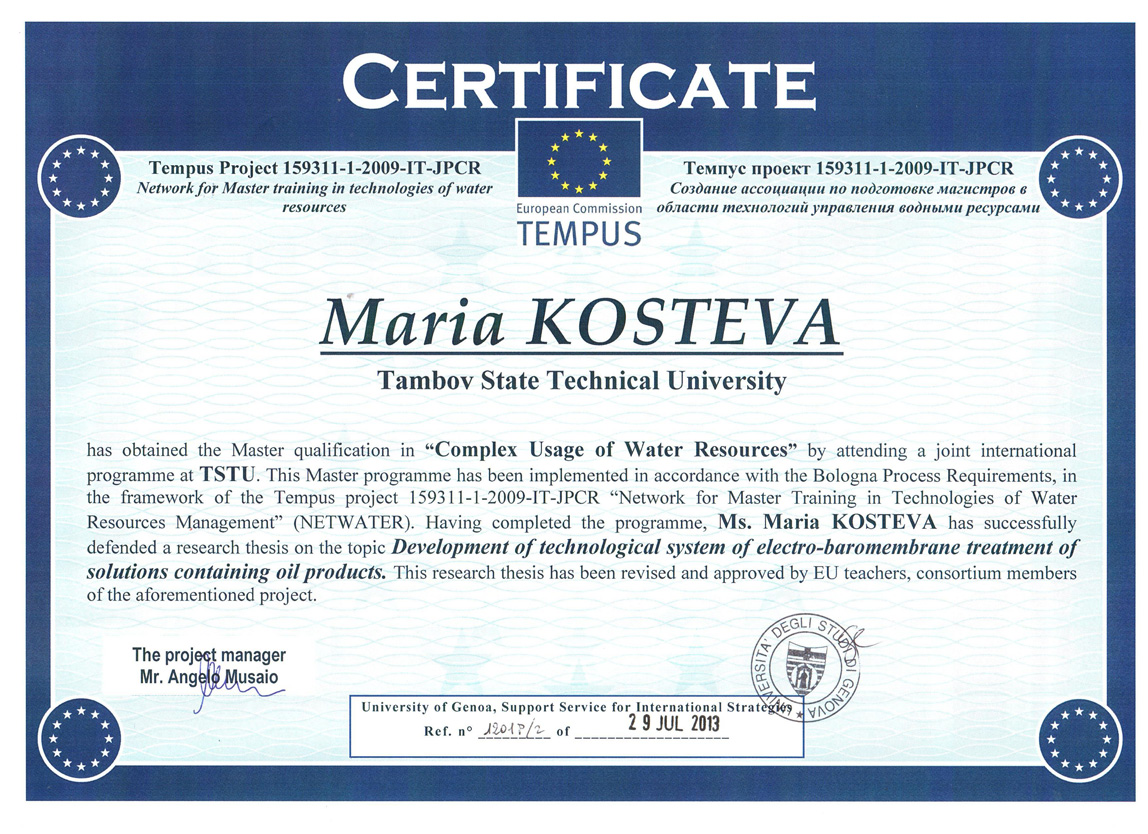 CERTIFICATE
Tempus Project 159311-1-2009-IT-JPCR
Network for Master training in technologies of water
resources
European Commission
TEMPUS
Темпус проект 159311-1-2009-IT-JPCR
Создание ассоциации по подготовке магистров в
области технологий управления водными ресурсами
Maria KOSTEVA
Tambov State Technical University
has obtained the Master qualification in “Complex Usage of Water Resources” by attending a joint international
programme at TSTU. This Master programme has been implemented in accordance with the Bologna Process Requirements, in
the framework of the Tempus project 159311-1-2009-IT-JPCR “Network for Master Training in Technologies of Water
Resources Management” (NETWATER). Having completed the programme, Ms. Maria KOSTEVA has successfully
defended a research thesis on the topic Development of technological system of electro-baromembrane treatment of
solutions containing oil products. This research thesis has been revised and approved by EU teachers, consortium members
of the aforementioned project.
The project manager
Mr. Angelo Musaio
UNIVERSITA' DEGLI STUDI DI GENOVA
University of Genoa, Support Service for International Strategies
Ref. n° of 29 JUL 2013